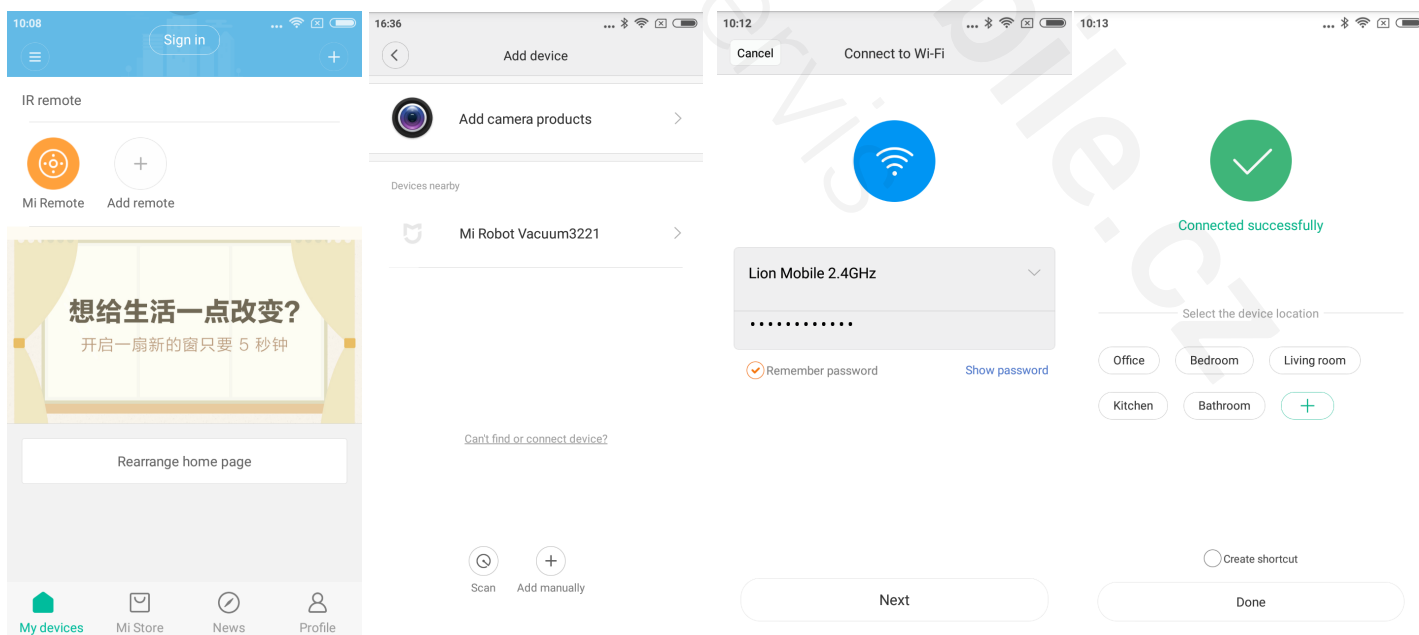 10:08
Sign in
IR remote
Mi Remote
Add remote
想给生活一点改变?
开启一扇新的窗只要 5 秒钟
Rearrange home page
My devices
Mi Store
News
Profile
16:36
Add device
Add camera products
Devices nearby
Mi Robot Vacuum3221
Can't find or connect device?
Scan
Add manually
10:12
Cancel
Connect to Wi-Fi
Lion Mobile 2.4GHz
Remember password
Show password
Next
10:13
Connected successfully
Select the device location
Office
Bedroom
Living room
Kitchen
Bathroom
Create shortcut
Done
servis
bile.cz